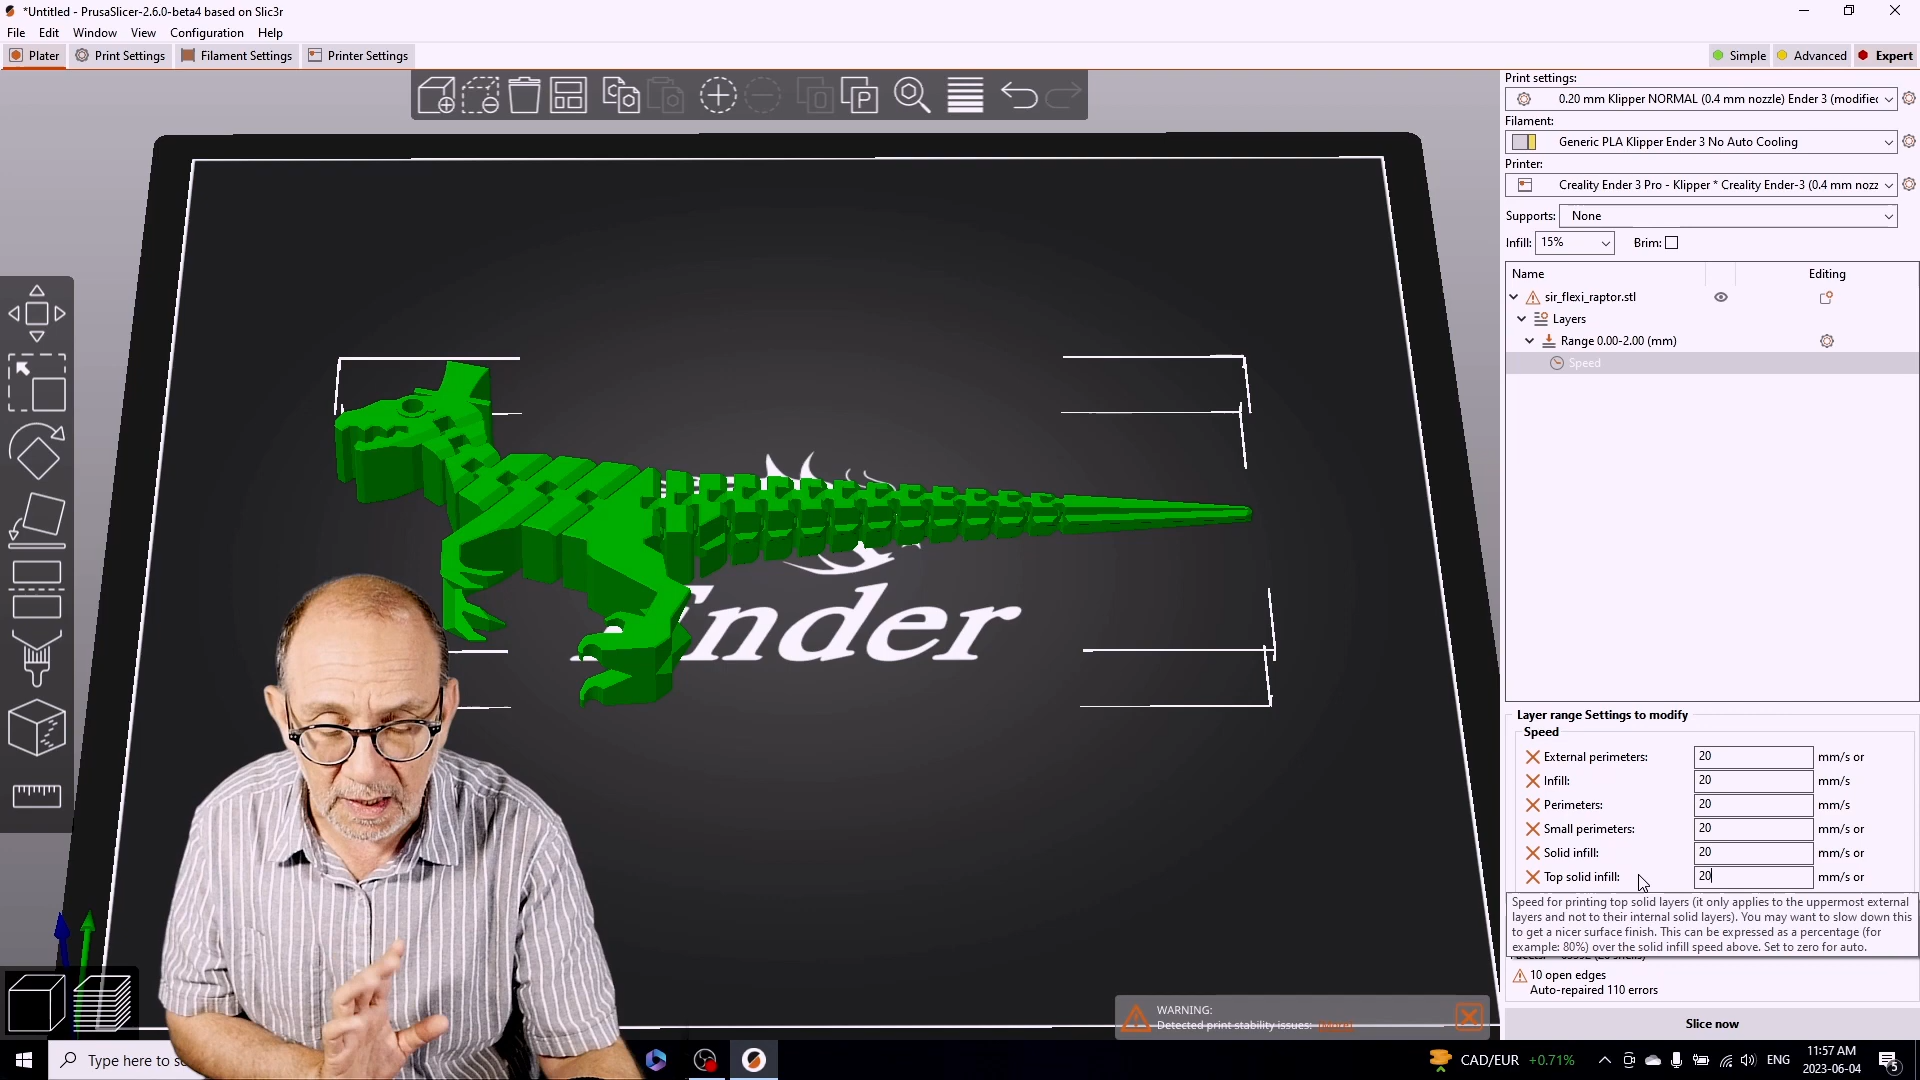 *Untitled - PrusaSlicer-2.6.0-beta4 based on Slic3r
File Edit Window View Configuration Help
Plater Print Settings Filament Settings Printer Settings
Simple Advanced Expert
Print settings:
0.20 mm Klipper NORMAL (0.4 mm nozzle) Ender 3 (modified
Filament:
Generic PLA Klipper Ender 3 No Auto Cooling
Printer:
Creality Ender 3 Pro - Klipper * Creality Ender-3 (0.4 mm nozz
Supports: None
Infill: 15% Brim:
Name Editing
sir_flexi_raptor.stl
Layers
Range 0.00-2.00 (mm)
Speed
Ender
Layer range Settings to modify
Speed
External perimeters: 20 mm/s or
Infill: 20 mm/s
Perimeters: 20 mm/s
Small perimeters: 20 mm/s or
Solid infill: 20 mm/s or
Top solid infill: 20 mm/s or
Speed for printing top solid layers (it only applies to the uppermost external
layers and not to their internal solid layers). You may want to slow down this
to get a nicer surface finish. This can be expressed as a percentage (for
example: 80%) over the solid infill speed above. Set to zero for auto.
10 open edges
Auto-repaired 110 errors
WARNING:
Detected print stability issues:
Slice now
Type here to
CAD/EUR +0.71%
ENG
11:57 AM
2023-06-04
5